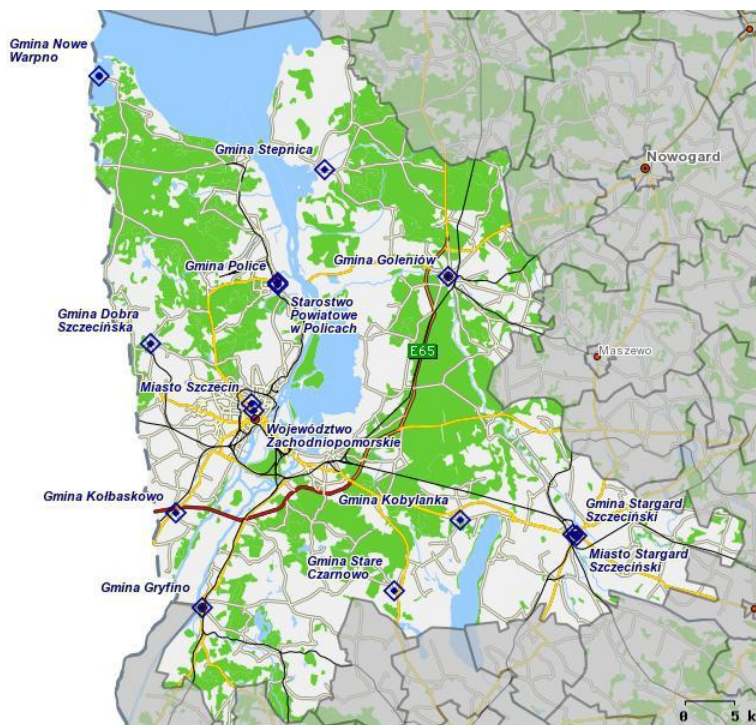 Gmina Nowe
Warpno
Gmina Stepnica
Nowogard
Gmina Goleniów
Gmina Police
Starostwo
Powiatowe
w Policach
Gmina Dobra
Szczecińska
E65
Maszewo
Miasto Szczecin
Województwo
Zachodniopomorskie
Gmina Kołbaskowo
Gmina Kobylanka
Gmina Stargard
Szczeciński
Miasto Stargard
Szczeciński
Gmina Stare
Czarnowo
Gmina Gryfino
0 5 k